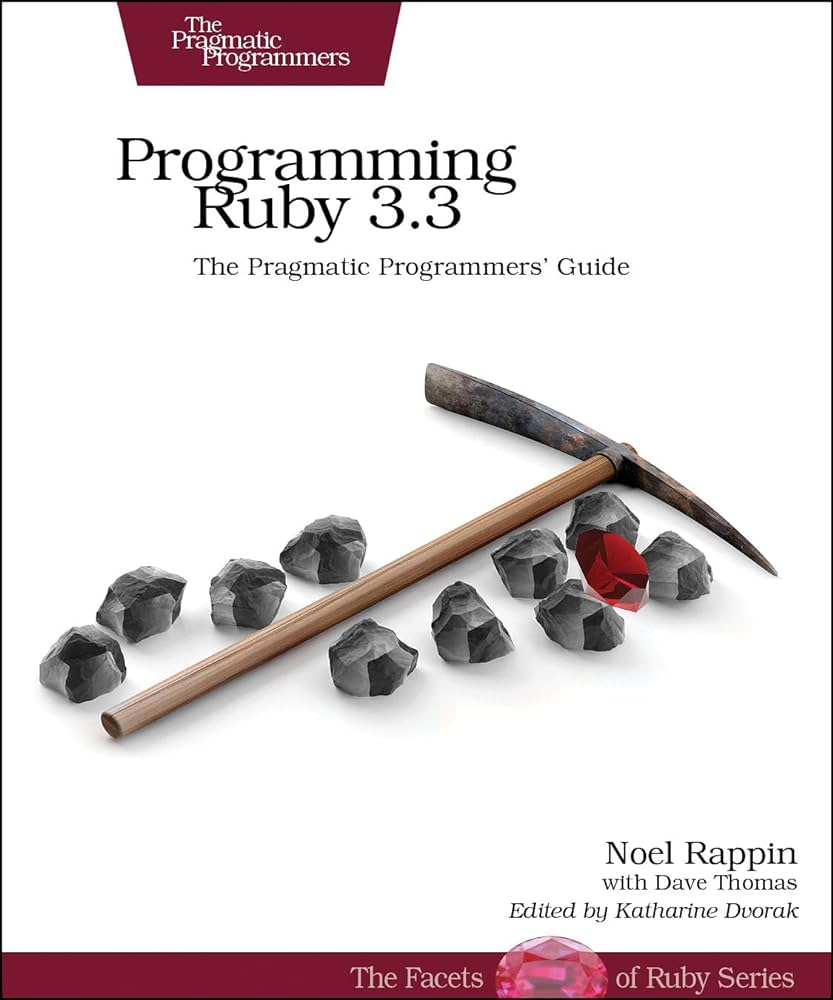 The
Pragmatic
Programmers
Programming
Ruby 3.3
The Pragmatic Programmers’ Guide
Noel Rappin
with Dave Thomas
Edited by Katharine Dvorak
The Facets of Ruby Series